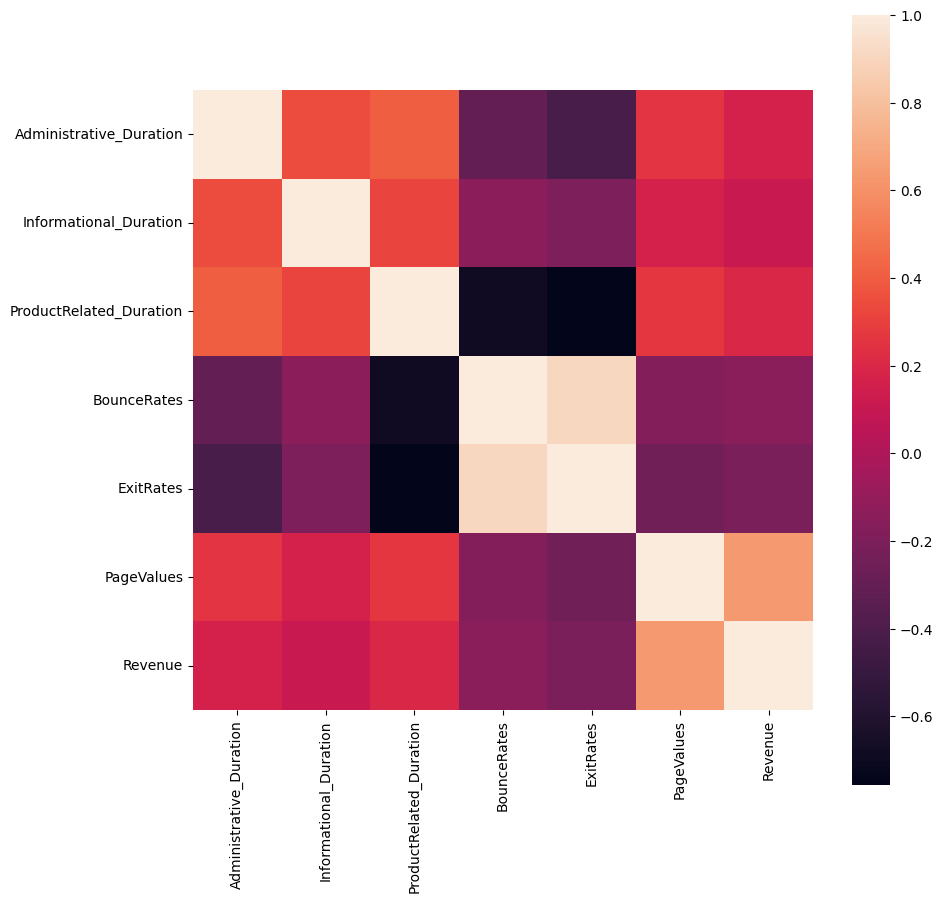 1.0
0.8
0.6
0.4
0.2
0.0
−0.2
−0.4
−0.6
Administrative_Duration
Informational_Duration
ProductRelated_Duration
BounceRates
ExitRates
PageValues
Revenue
Administrative_Duration
Informational_Duration
ProductRelated_Duration
BounceRates
ExitRates
PageValues
Revenue